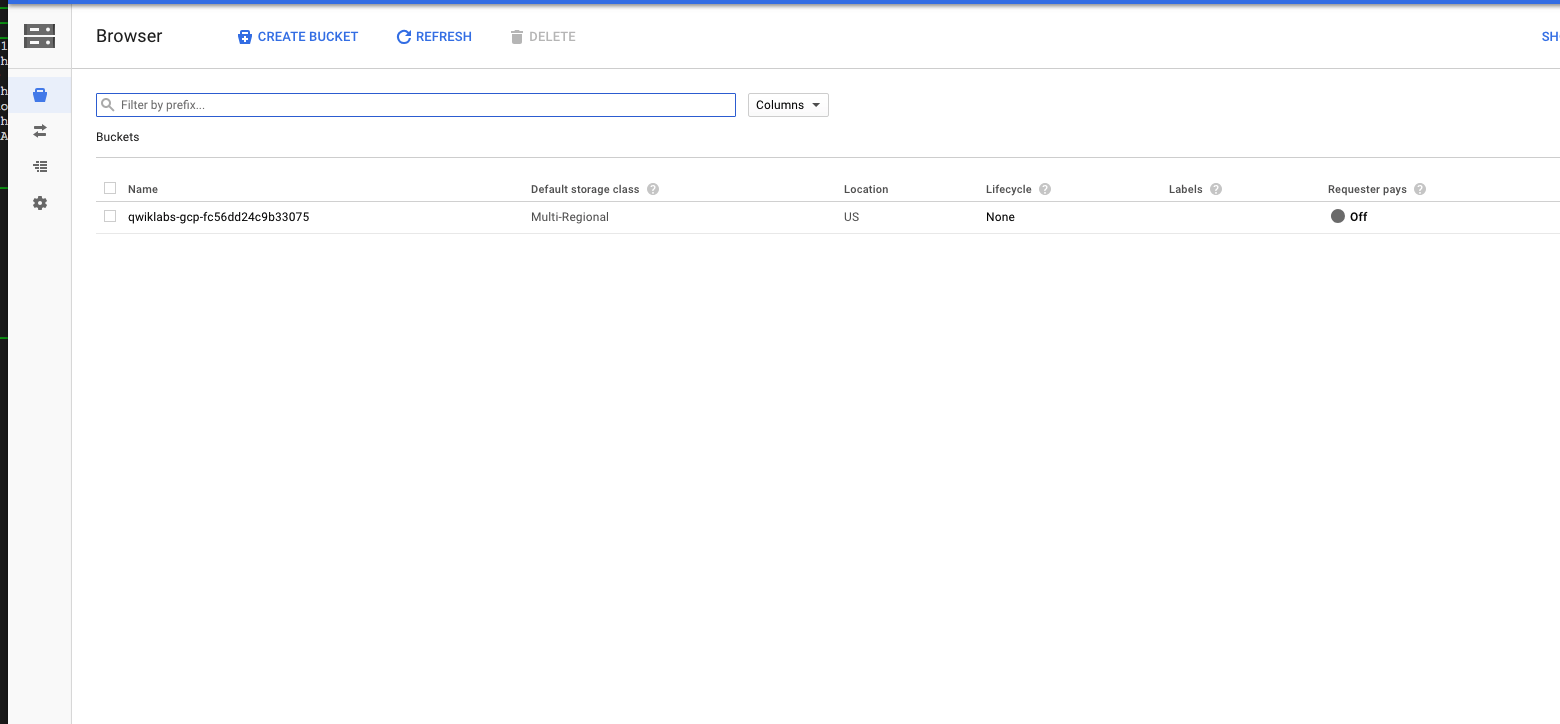 Browser CREATE BUCKET REFRESH DELETE SH
Filter by prefix... Columns
Buckets
Name Default storage class Location Lifecycle Labels Requester pays
qwiklabs-gcp-fc56dd24c9b33075 Multi-Regional US None Off
1
h
h
o
h
A